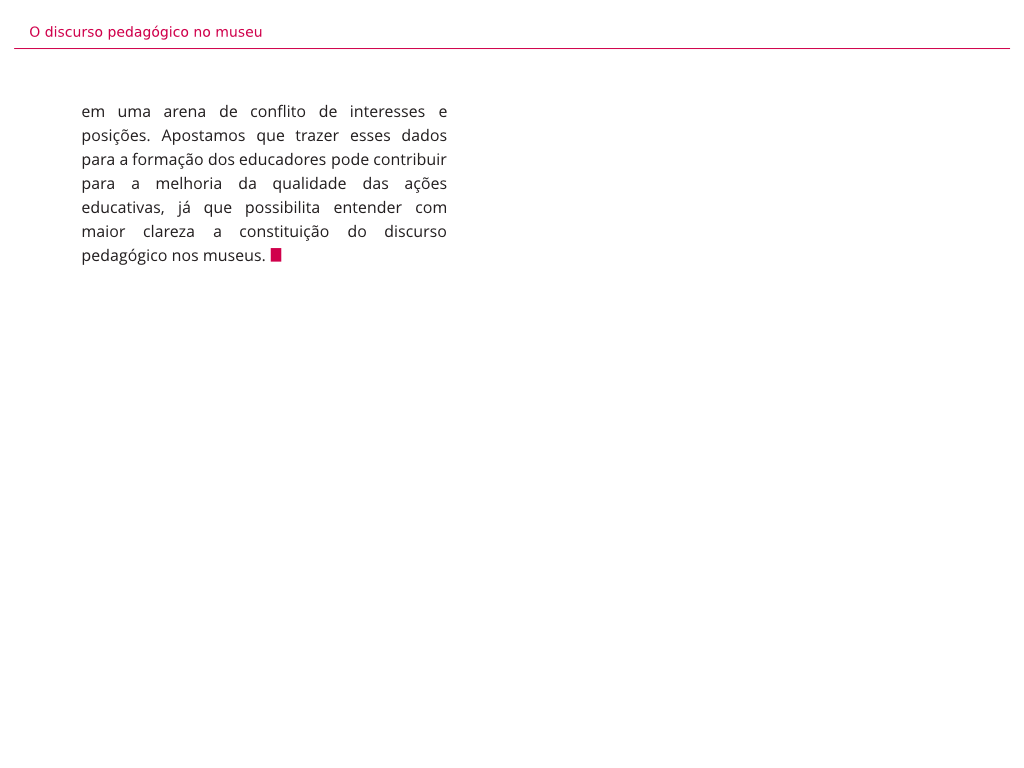 O discurso pedagógico no museu
em uma arena de conflito de interesses e
posições. Apostamos que trazer esses dados
para a formação dos educadores pode contribuir
para a melhoria da qualidade das ações
educativas, já que possibilita entender com
maior clareza a constituição do discurso
pedagógico nos museus.